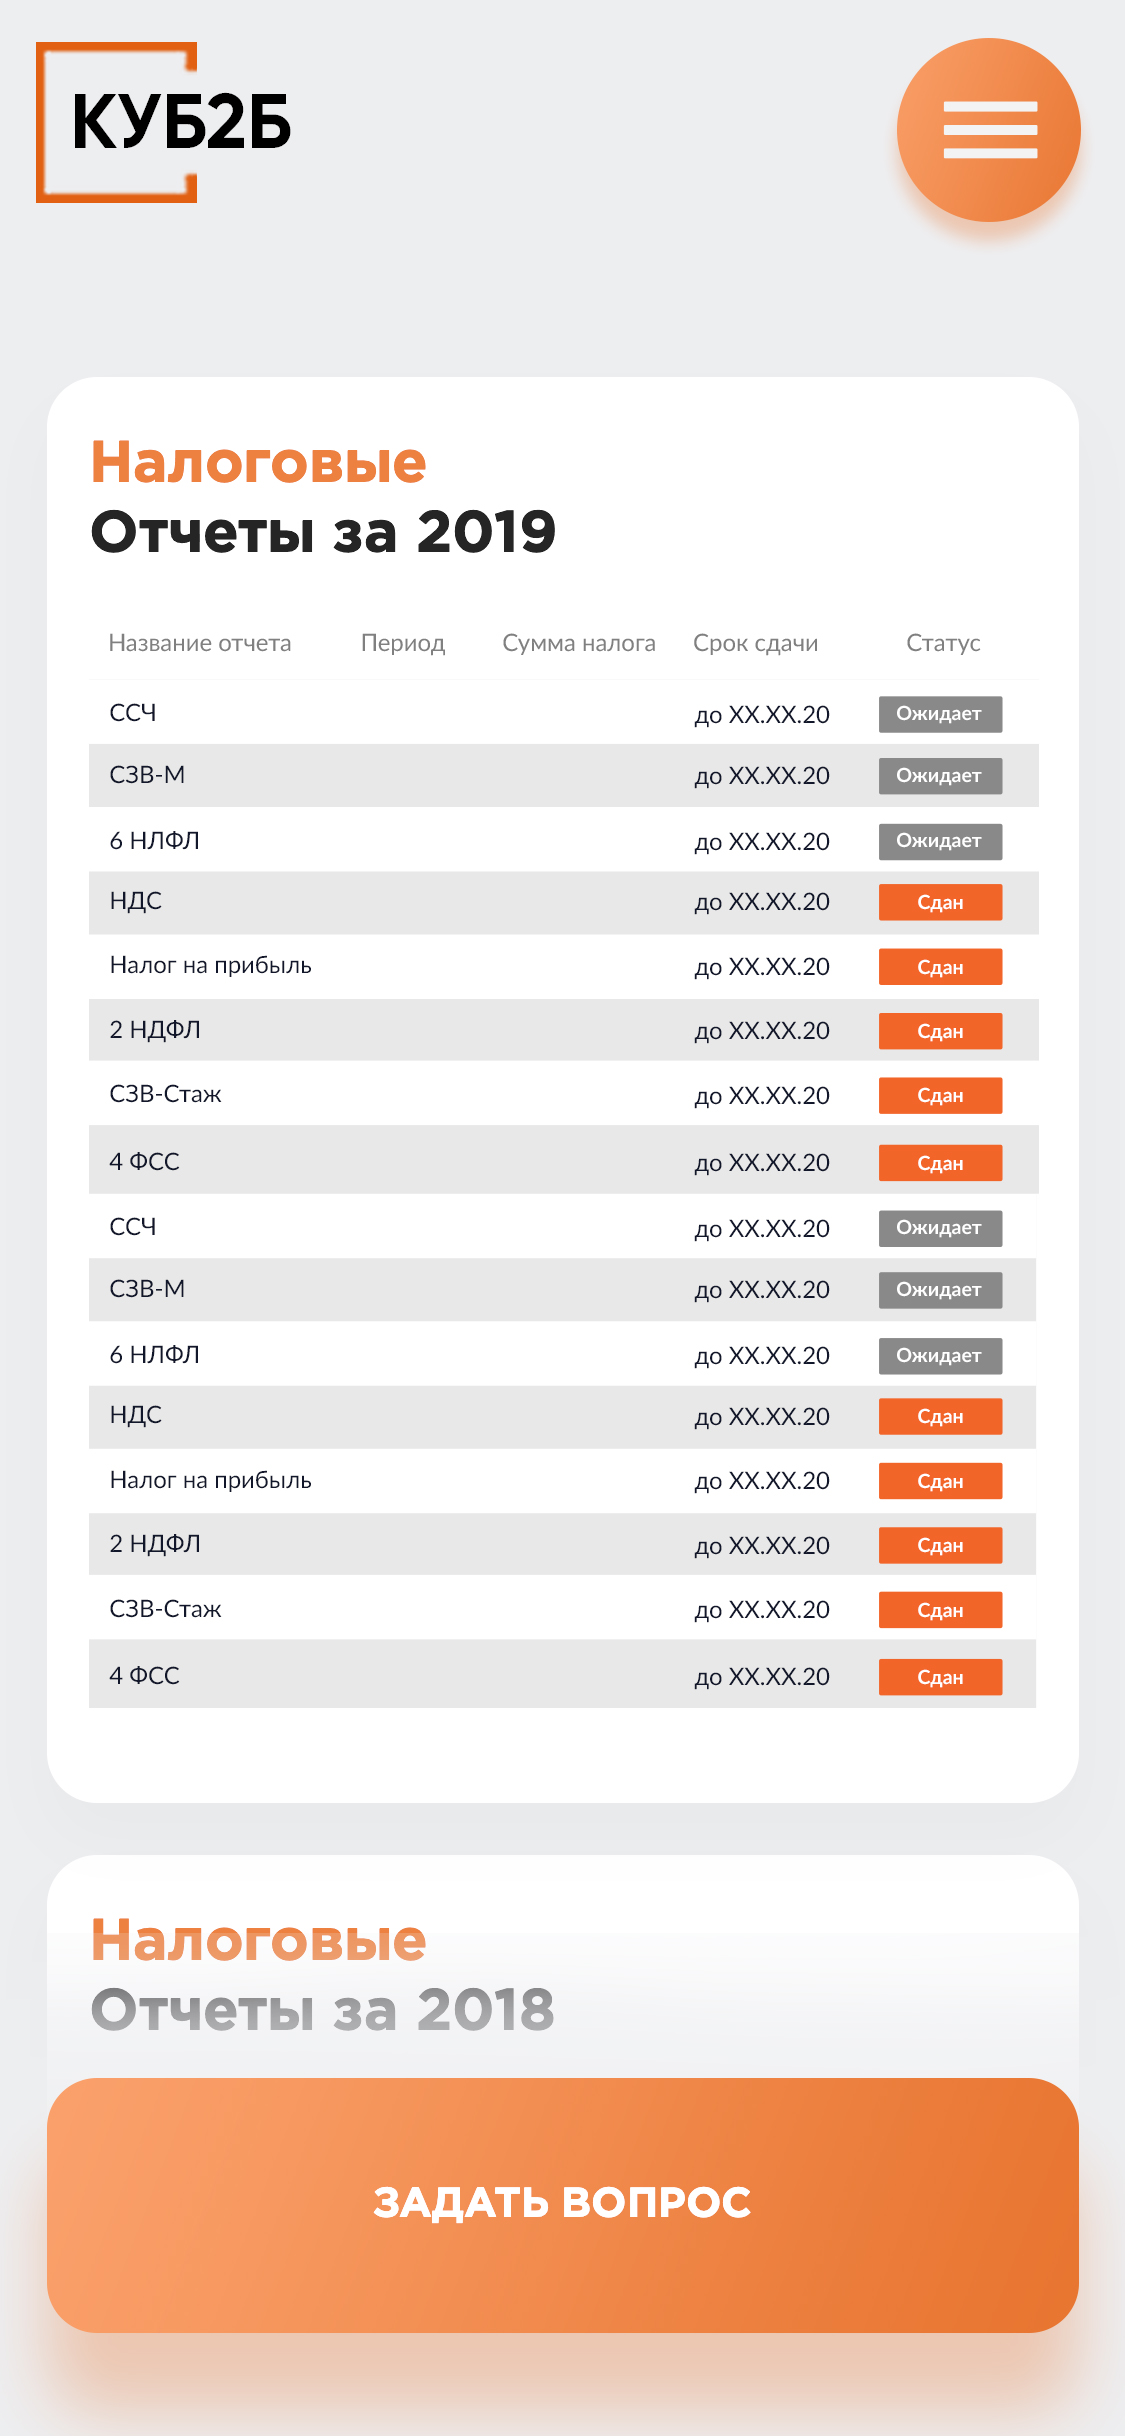 КУБ2Б
Налоговые
Отчеты за 2019
Название отчета Период Сумма налога Срок сдачи Статус
ССЧ до XX.XX.20 Ожидает
СЗВ-М до XX.XX.20 Ожидает
6 НЛФЛ до XX.XX.20 Ожидает
НДС до XX.XX.20 Сдан
Налог на прибыль до XX.XX.20 Сдан
2 НДФЛ до XX.XX.20 Сдан
СЗВ-Стаж до XX.XX.20 Сдан
4 ФСС до XX.XX.20 Сдан
ССЧ до XX.XX.20 Ожидает
СЗВ-М до XX.XX.20 Ожидает
6 НЛФЛ до XX.XX.20 Ожидает
НДС до XX.XX.20 Сдан
Налог на прибыль до XX.XX.20 Сдан
2 НДФЛ до XX.XX.20 Сдан
СЗВ-Стаж до XX.XX.20 Сдан
4 ФСС до XX.XX.20 Сдан
Налоговые
Отчеты за 2018
ЗАДАТЬ ВОПРОС